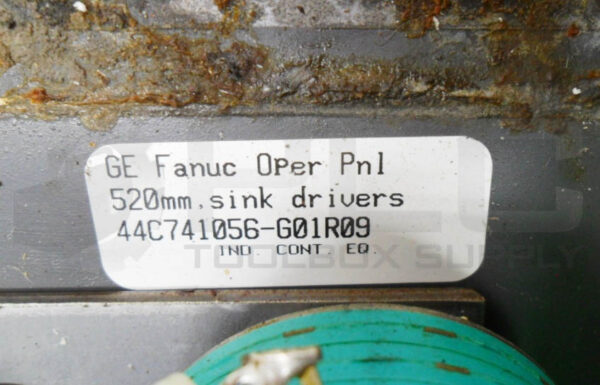 GE Fanuc Oper Pnl
520mm, sink drivers
44C741056-G01R09
IND. CONT. EQ.
TOOLBOX SUPPLY